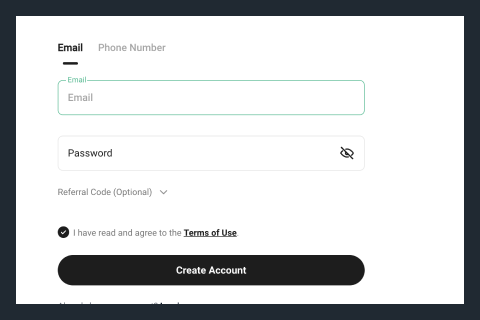 Email Phone Number
Email
Email
Password
Referral Code (Optional)
I have read and agree to the Terms of Use.
Create Account